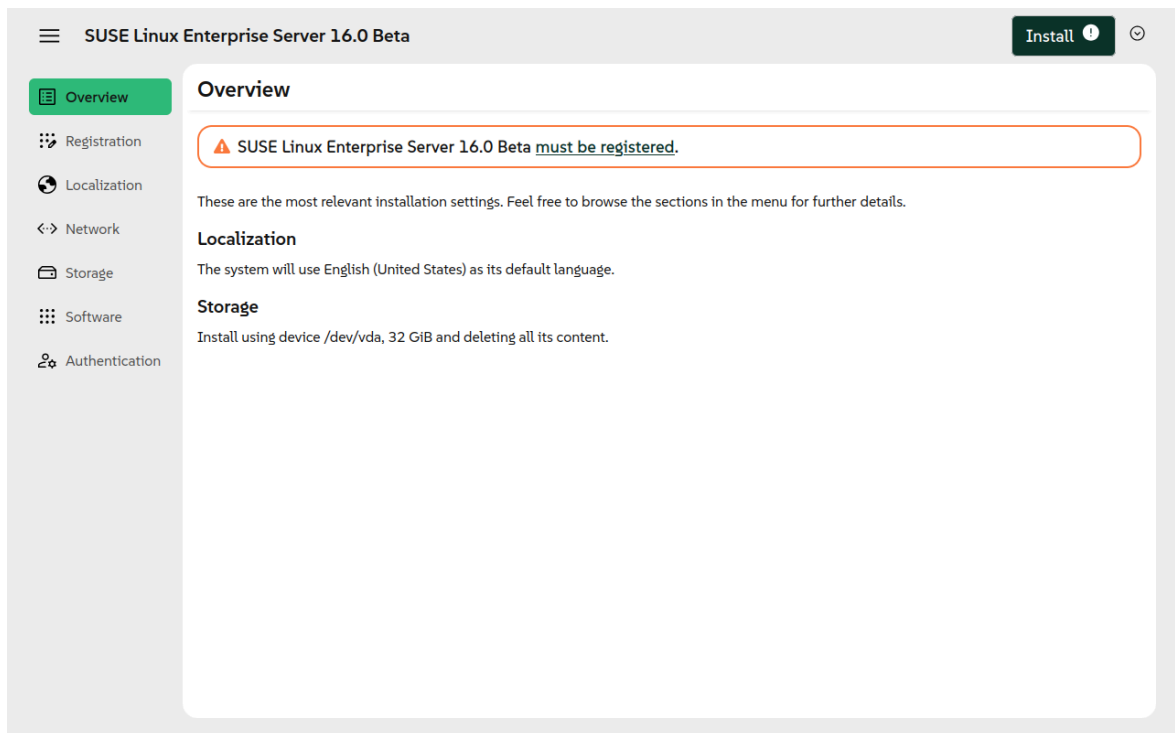 SUSE Linux Enterprise Server 16.0 Beta
Install
Overview
Registration
Localization
Network
Storage
Software
Authentication
Overview
SUSE Linux Enterprise Server 16.0 Beta must be registered.
These are the most relevant installation settings. Feel free to browse the sections in the menu for further details.
Localization
The system will use English (United States) as its default language.
Storage
Install using device /dev/vda, 32 GiB and deleting all its content.